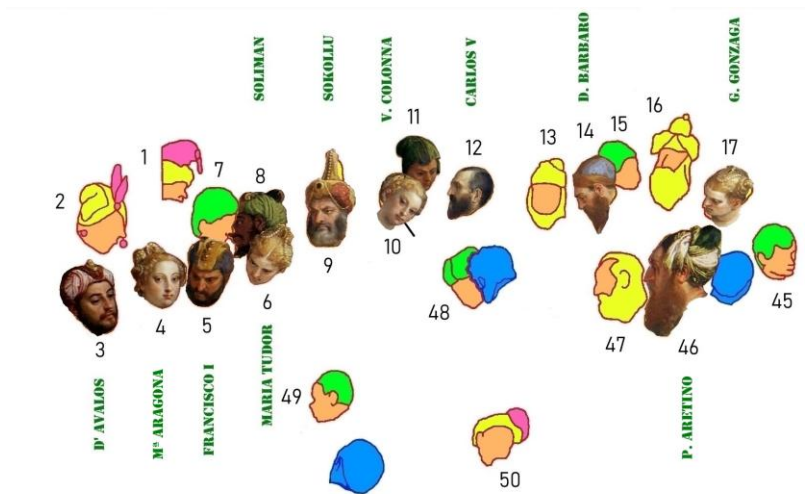 SOLIMAN
SOKOLLU
V. COLONNA
CARLOS V
D. BARBARO
G. GONZAGA
1
2
3
4
5
6
7
8
9
10
11
12
13
14
15
16
17
45
46
47
48
49
50
D' AVALOS
Mª ARAGONA
FRANCISCO I
MARIA TUDOR
P. ARETINO